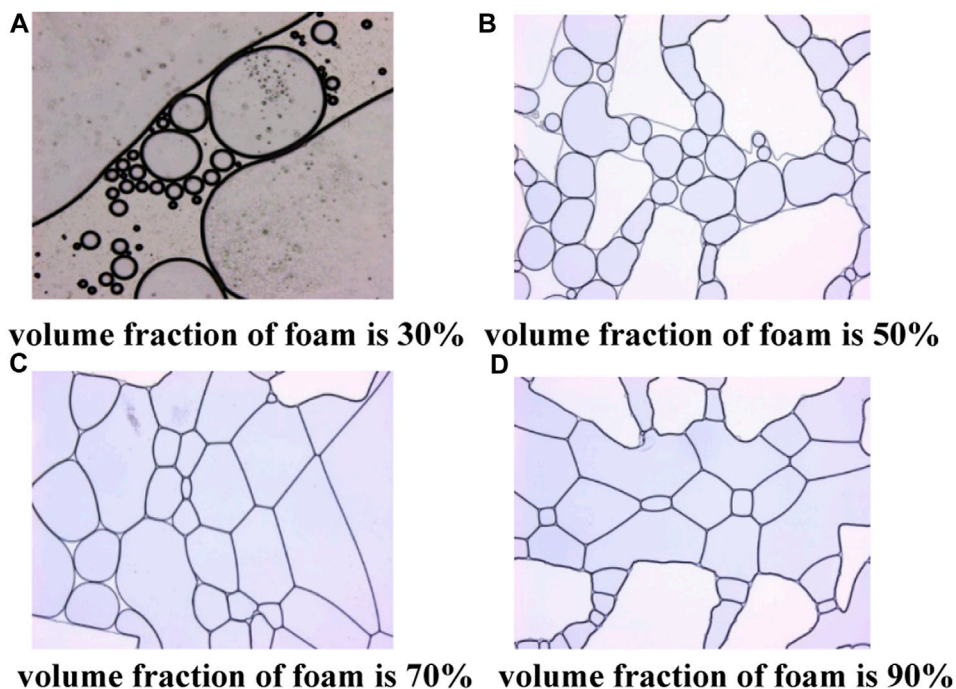 A
B
volume fraction of foam is 30%
volume fraction of foam is 50%
C
D
volume fraction of foam is 70%
volume fraction of foam is 90%